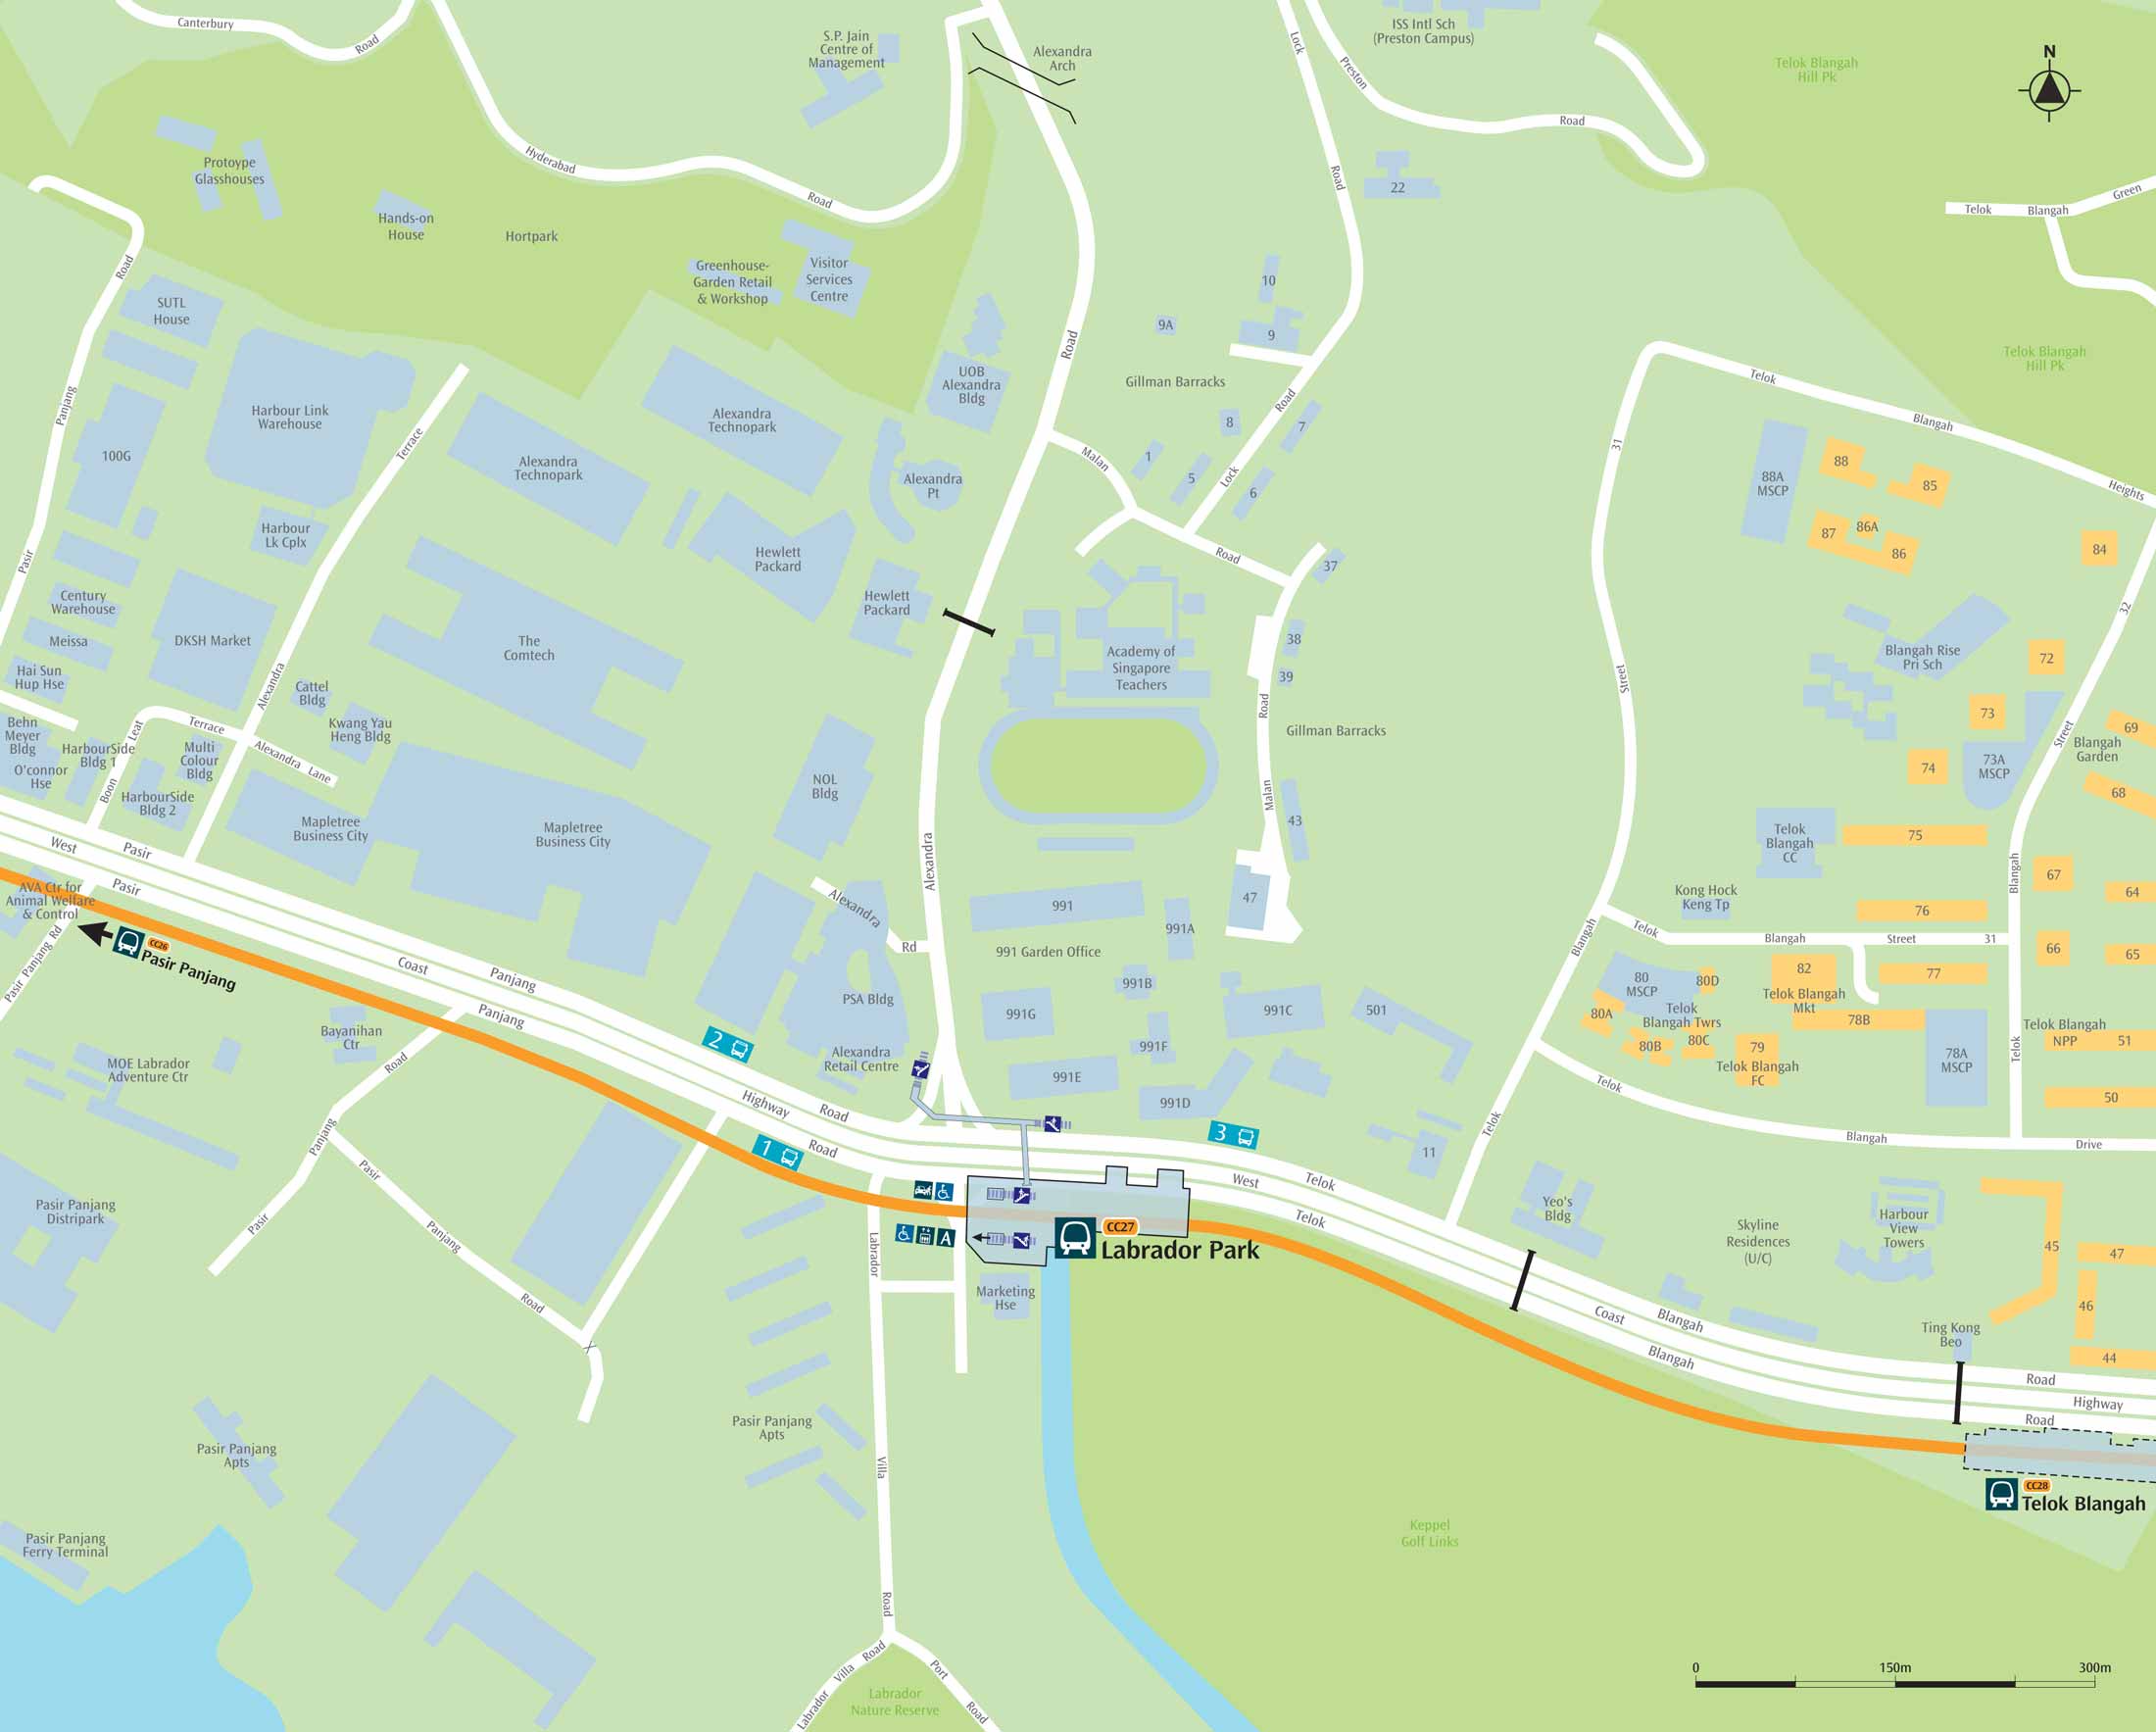 Canterbury
Road
S.P. Jain
Centre of
Management
Alexandra
Arch
Lock
Preston
ISS Intl Sch
(Preston Campus)
Road
Telok Blangah
Hill Pk
N
Hyderabad
Road
Road
22
Telok
Blangah
Green
Protoype
Glasshouses
Hands-on
House
Hortpark
Greenhouse-
Garden Retail
& Workshop
Visitor
Services
Centre
Road
SUTL
House
10
9A
9
Road
Gillman Barracks
Road
8
7
1
5
6
Lock
Malan
Road
UOB
Alexandra
Bldg
Telok Blangah
Hill Pk
Telok
Blangah
Heights
31
Panjang
Harbour Link
Warehouse
Terrace
Alexandra
Technopark
Alexandra
Technopark
Alexandra
Pt
100G
88A
MSCP
88
85
87
86A
86
84
Harbour
Lk Cplx
Hewlett
Packard
Hewlett
Packard
37
Pasir
Century
Warehouse
Meissa
Hai Sun
Hup Hse
DKSH Market
The
Comtech
Academy of
Singapore
Teachers
38
39
Road
Gillman Barracks
Malan
43
47
Street
32
Blangah Rise
Pri Sch
72
73
73A
MSCP
74
69
Blangah
Garden
68
Street
Behn
Meyer
Bldg
O'connor
Hse
HarbourSide
Bldg 1
Boon
Leat
Terrace
Multi
Colour
Bldg
HarbourSide
Bldg 2
Alexandra
Cattel
Bldg
Kwang Yau
Heng Bldg
Alexandra
Lane
Mapletree
Business City
Mapletree
Business City
NOL
Bldg
Alexandra
75
Telok
Blangah
CC
76
67
64
Kong Hock
Keng Tp
Blangah
West
Pasir
Pasir
AVA Ctr for
Animal Welfare
& Control
Pasir Panjang Rd
CC26
Pasir Panjang
Coast
Panjang
Panjang
Alexandra
Rd
PSA Bldg
Alexandra
Retail Centre
991
991A
991 Garden Office
991B
991G
991C
991F
991E
991D
501
11
Blangah
Telok
Blangah
Street
31
66
65
80
MSCP
80D
82
Telok Blangah
Mkt
77
80A
Telok
Blangah Twrs
80B
80C
78B
79
Telok Blangah
FC
78A
MSCP
Telok
Telok Blangah
NPP
51
50
Telok
Blangah
Drive
Telok
Bayanihan
Ctr
MOE Labrador
Adventure Ctr
Road
Panjang
Pasir
2
Highway
Road
Road
1
3
Telok
West
Telok
Yeo's
Bldg
Skyline
Residences
(U/C)
Harbour
View
Towers
45
47
46
44
Pasir Panjang
Distripark
Pasir
Panjang
Road
X
A
CC27
Labrador Park
Labrador
Marketing
Hse
Coast
Blangah
Blangah
Ting Kong
Beo
Road
Highway
Road
CC28
Telok Blangah
Pasir Panjang
Apts
Pasir Panjang
Apts
Villa
Keppel
Golf Links
Pasir Panjang
Ferry Terminal
Road
Labrador
Villa
Road
Port
Road
Labrador
Nature Reserve
0
150m
300m